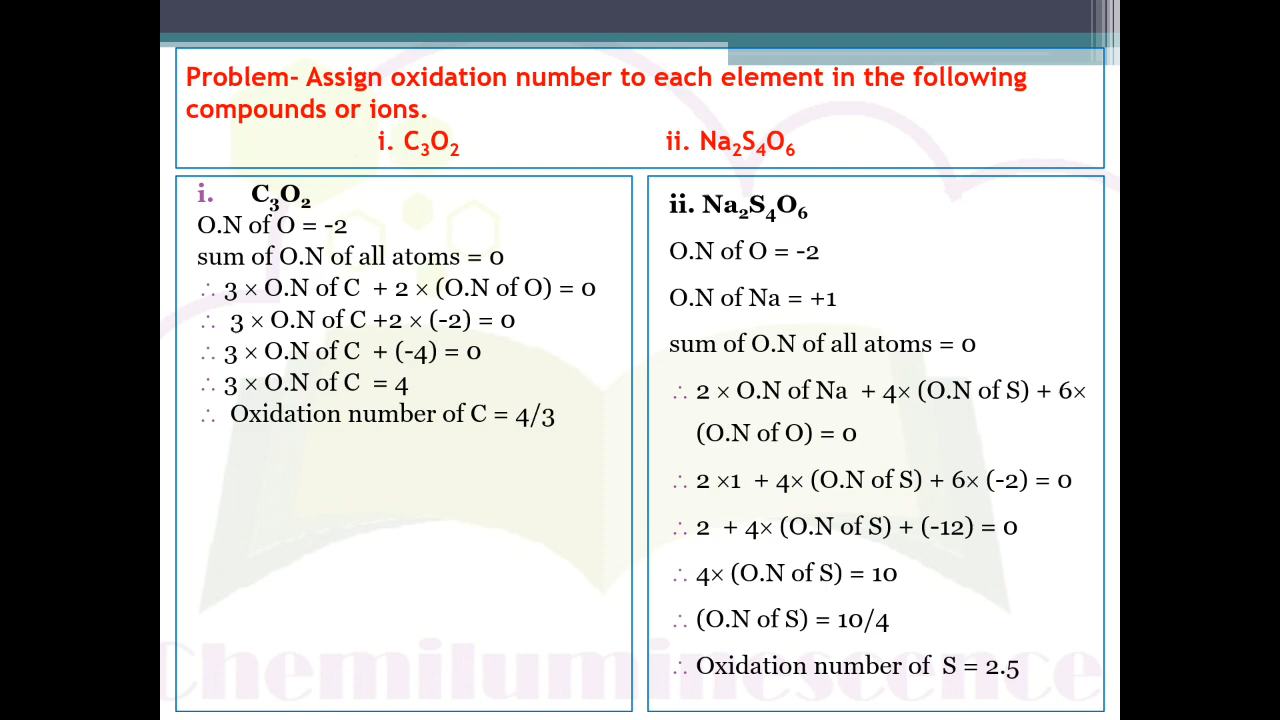 Problem- Assign oxidation number to each element in the following
compounds or ions.
i. C₃O₂ ii. Na₂S₄O₆
i. C₃O₂
O.N of O = -2
sum of O.N of all atoms = 0
∴ 3 × O.N of C + 2 × (O.N of O) = 0
∴ 3 × O.N of C +2 × (-2) = 0
∴ 3 × O.N of C + (-4) = 0
∴ 3 × O.N of C = 4
∴ Oxidation number of C = 4/3
ii. Na₂S₄O₆
O.N of O = -2
O.N of Na = +1
sum of O.N of all atoms = 0
∴ 2 × O.N of Na + 4× (O.N of S) + 6×
(O.N of O) = 0
∴ 2 ×1 + 4× (O.N of S) + 6× (-2) = 0
∴ 2 + 4× (O.N of S) + (-12) = 0
∴ 4× (O.N of S) = 10
∴ (O.N of S) = 10/4
∴ Oxidation number of S = 2.5
Chemiluminescence